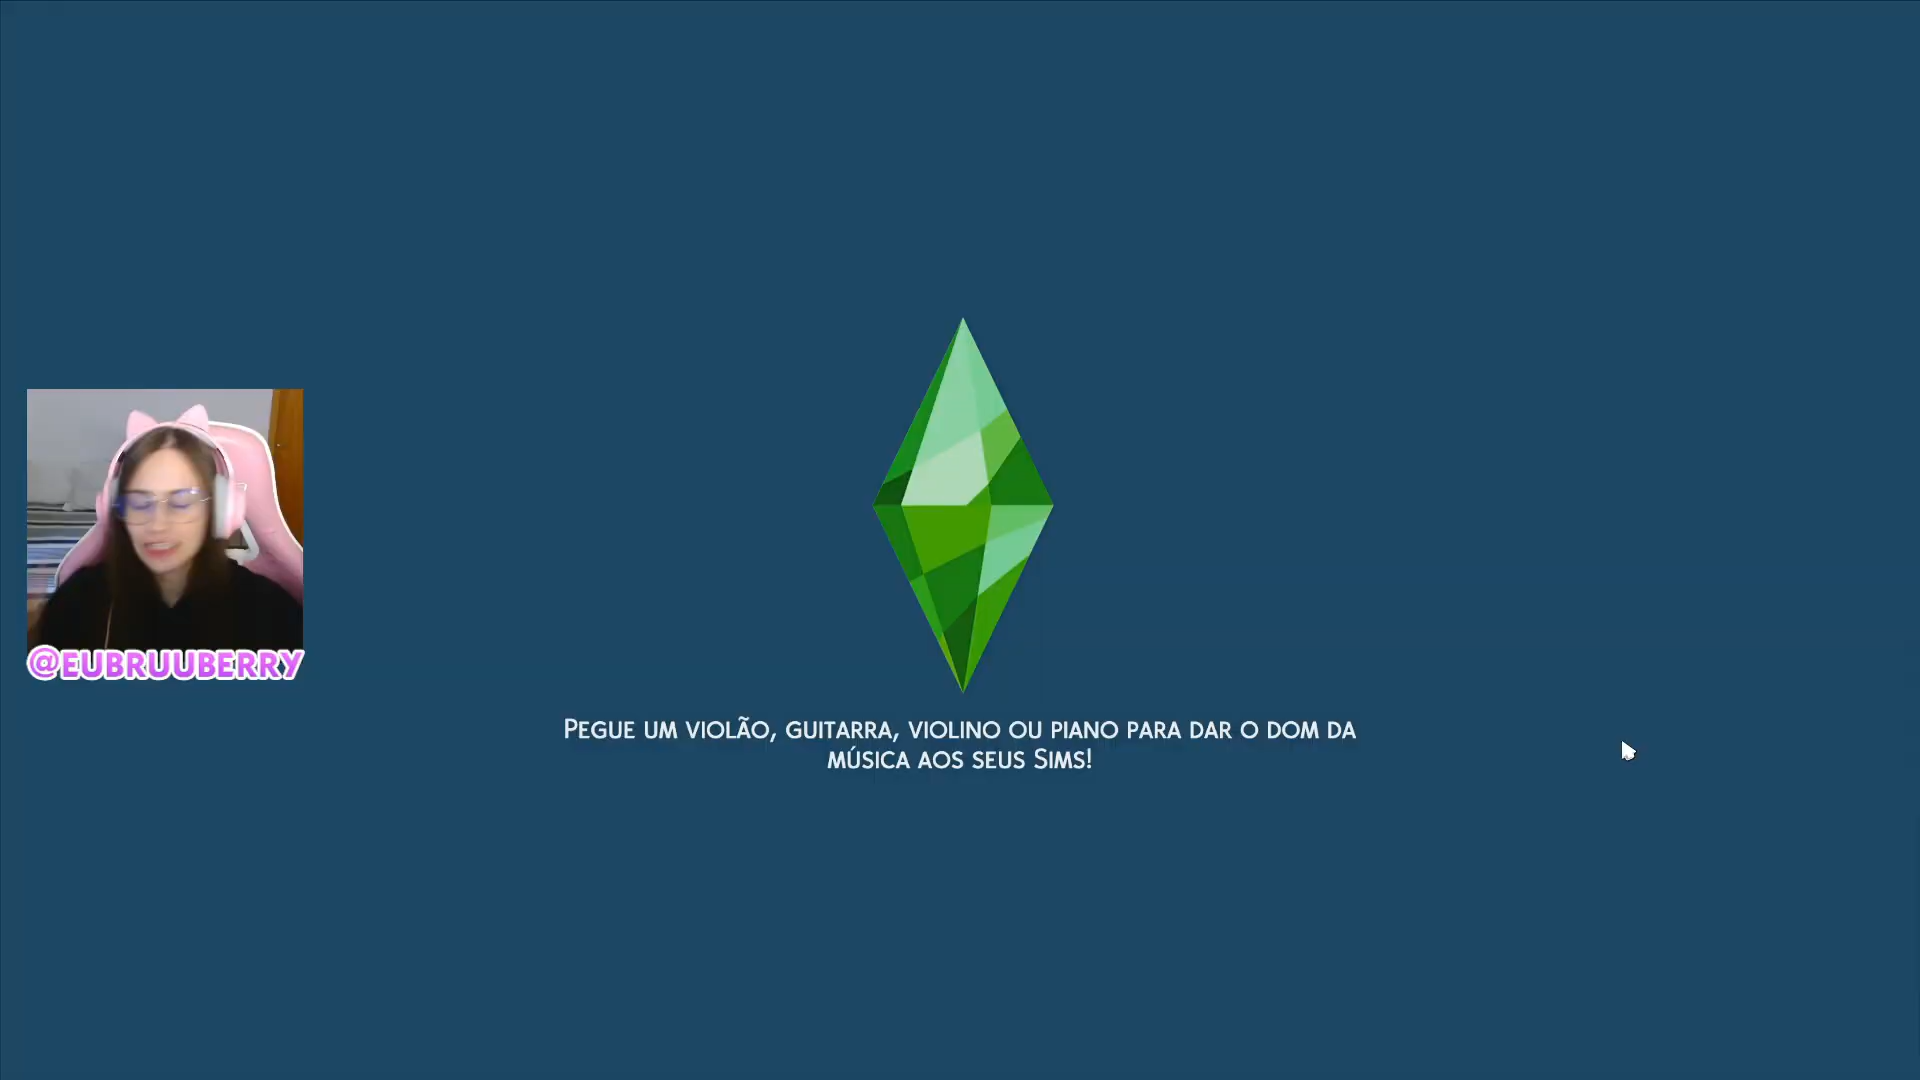 @EUBRUUBERRY
PEGUE UM VIOLÃO, GUITARRA, VIOLINO OU PIANO PARA DAR O DOM DA
MÚSICA AOS SEUS SIMS!